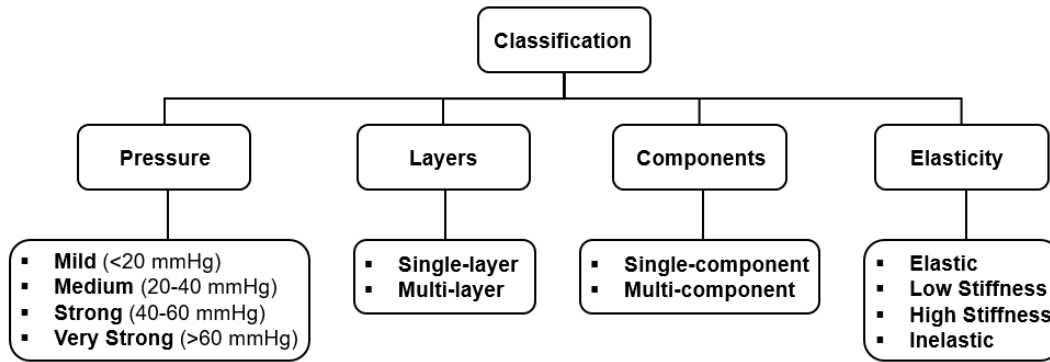 Classification
Pressure
Layers
Components
Elasticity
▪ Mild (<20 mmHg)
▪ Medium (20-40 mmHg)
▪ Strong (40-60 mmHg)
▪ Very Strong (>60 mmHg)
▪ Single-layer
▪ Multi-layer
▪ Single-component
▪ Multi-component
▪ Elastic
▪ Low Stiffness
▪ High Stiffness
▪ Inelastic